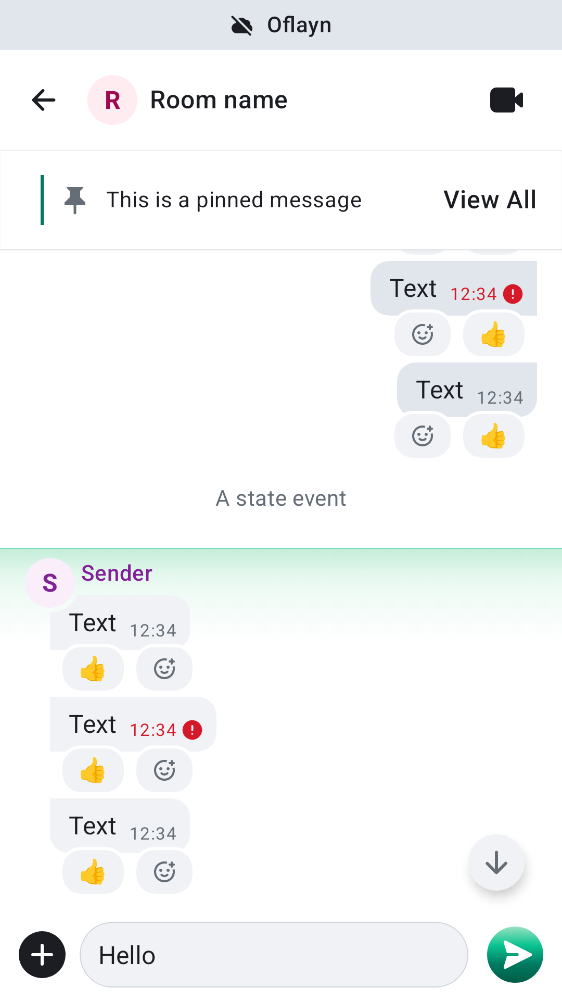 Oflayn
R
Room name
This is a pinned message
View All
Text 12:34
👍
Text 12:34
👍
A state event
S
Sender
Text 12:34
👍
Text 12:34
👍
Text 12:34
👍
Hello